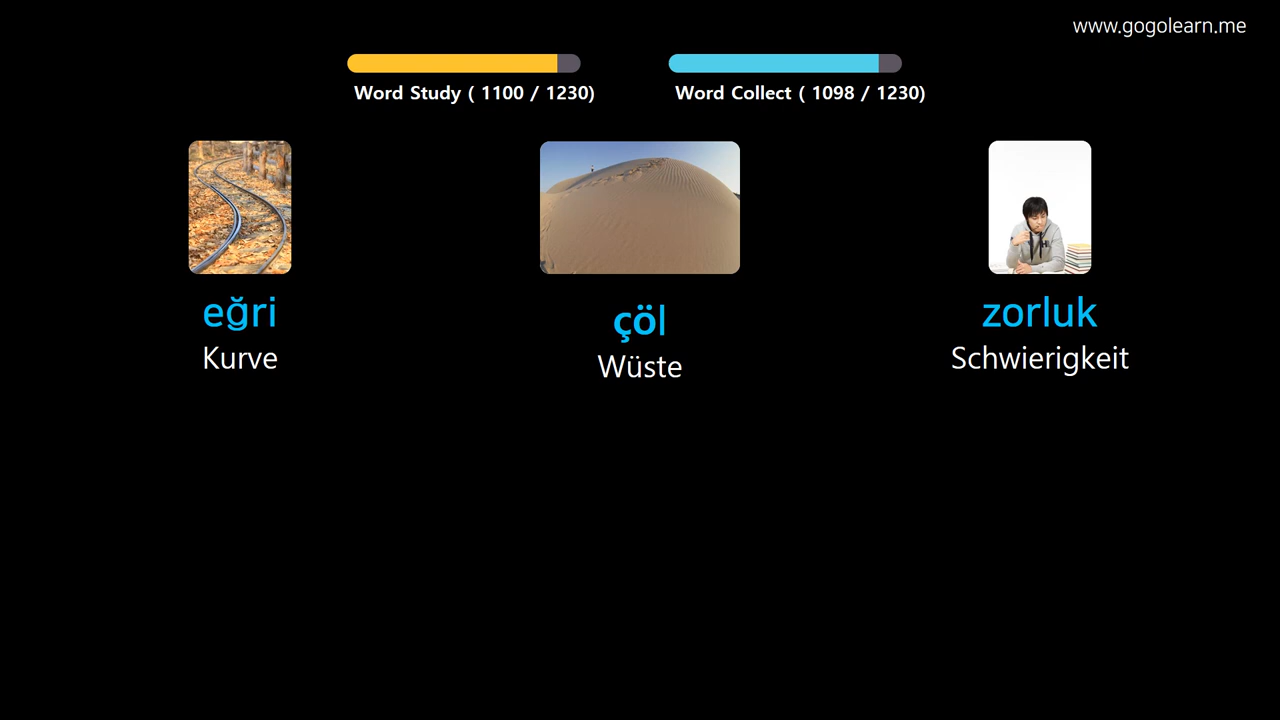 www.gogolearn.me
Word Study ( 1100 / 1230)
Word Collect ( 1098 / 1230)
eğri
Kurve
çöl
Wüste
zorluk
Schwierigkeit